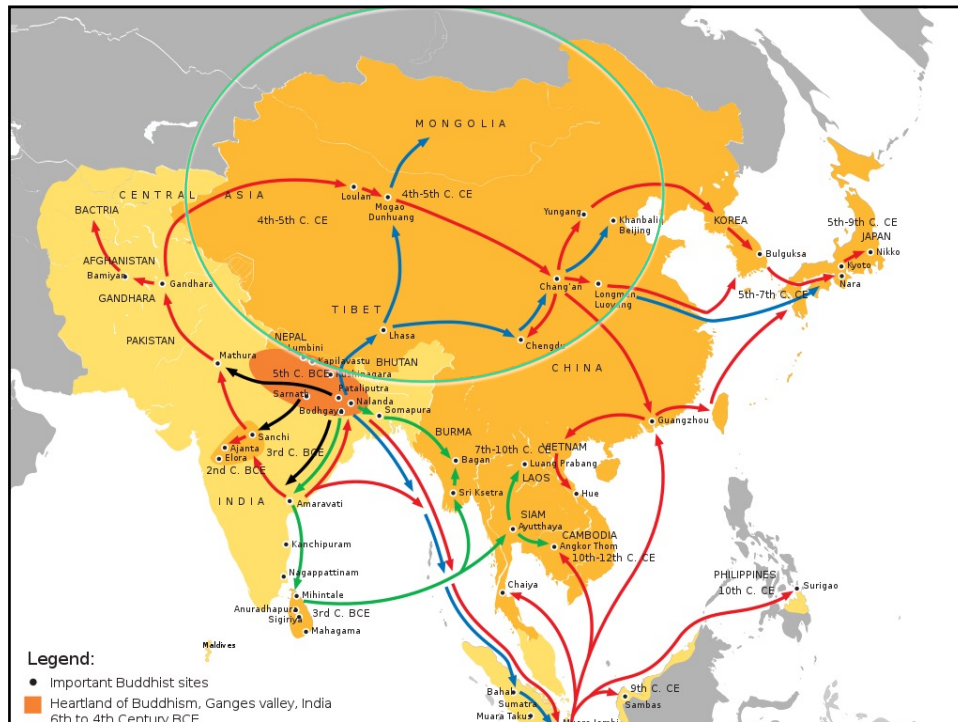 MONGOLIA
CENTRAL ASIA
BACTRIA
Loulan
4th-5th C. CE
Mogao
Dunhuang
4th-5th C. CE
Yungang
Khanbaliq
Beijing
KOREA
5th-9th C. CE
JAPAN
Nikko
Bulguksa
Kyoto
Nara
AFGHANISTAN
Bamiyan
Gandhara
GANDHARA
Chang'an
Longmen
Luoyang
5th-7th C. CE
TIBET
Lhasa
PAKISTAN
NEPAL
Lumbini
Chengdu
Mathura
Kapilavastu
BHUTAN
5th C. BCE
Kushinagara
CHINA
Pataliputra
Sarnath
Nalanda
Bodhgaya
Somapura
Guangzhou
Sanchi
BURMA
Ajanta
3rd C. BCE
7th-10th C. CE
VIETNAM
Elora
Bagan
Luang Prabang
2nd C. BCE
LAOS
INDIA
Sri Ksetra
Hue
Amaravati
SIAM
Ayutthaya
CAMBODIA
Kanchipuram
Angkor Thom
10th-12th C. CE
Nagappattinam
Chaiya
PHILIPPINES
Mihintale
10th C. CE
Surigao
Anuradhapura
3rd C. BCE
Sigiriya
Mahagama
Maldives
Legend:
Important Buddhist sites
Bahal
9th C. CE
Sumatra
Sambas
Heartland of Buddhism, Ganges valley, India
6th to 4th Century BCE
Muara Takus